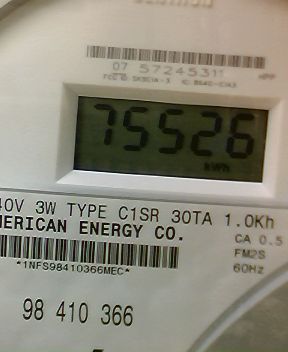 07 57245311
75526
kWh
40V 3W TYPE C1SR 30TA 1.0Kh
MERICAN ENERGY CO.
CA 0.5
FM2S
*1NFS98410366MEC*
60Hz
98 410 366